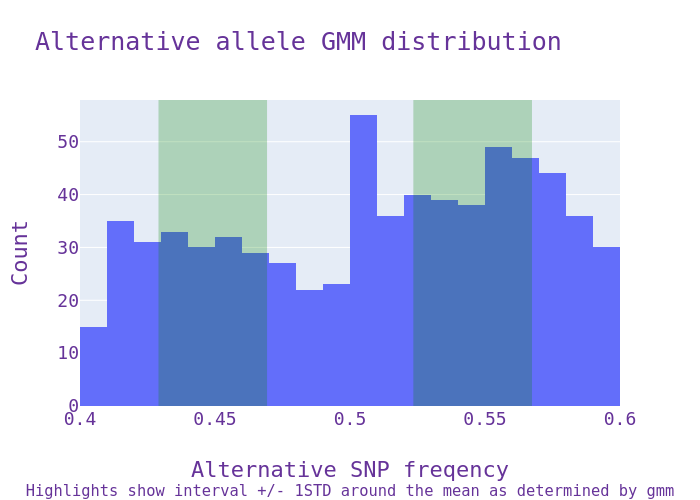 Alternative allele GMM distribution
Count
50
40
30
20
10
0
0.4
0.45
0.5
0.55
0.6
Alternative SNP freqency
Highlights show interval +/- 1STD around the mean as determined by gmm